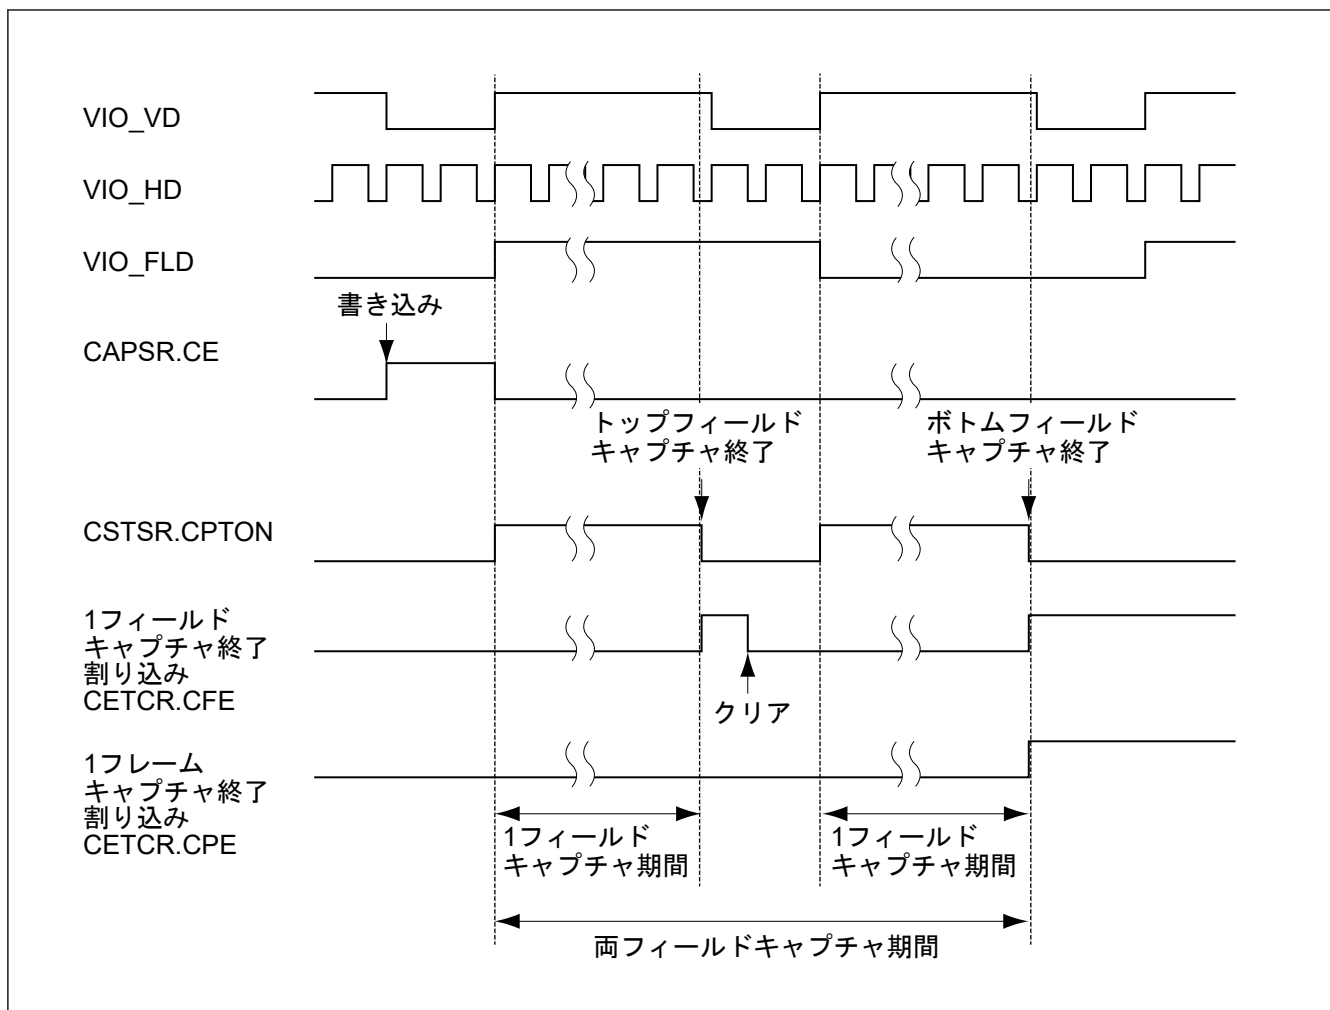 VIO_VD
VIO_HD
VIO_FLD
書き込み
CAPSR.CE
トップフィールド
キャプチャ終了
ボトムフィールド
キャプチャ終了
CSTSR.CPTON
1フィールド
キャプチャ終了
割り込み
CETCR.CFE
クリア
1フレーム
キャプチャ終了
割り込み
CETCR.CPE
1フィールド
キャプチャ期間
1フィールド
キャプチャ期間
両フィールドキャプチャ期間